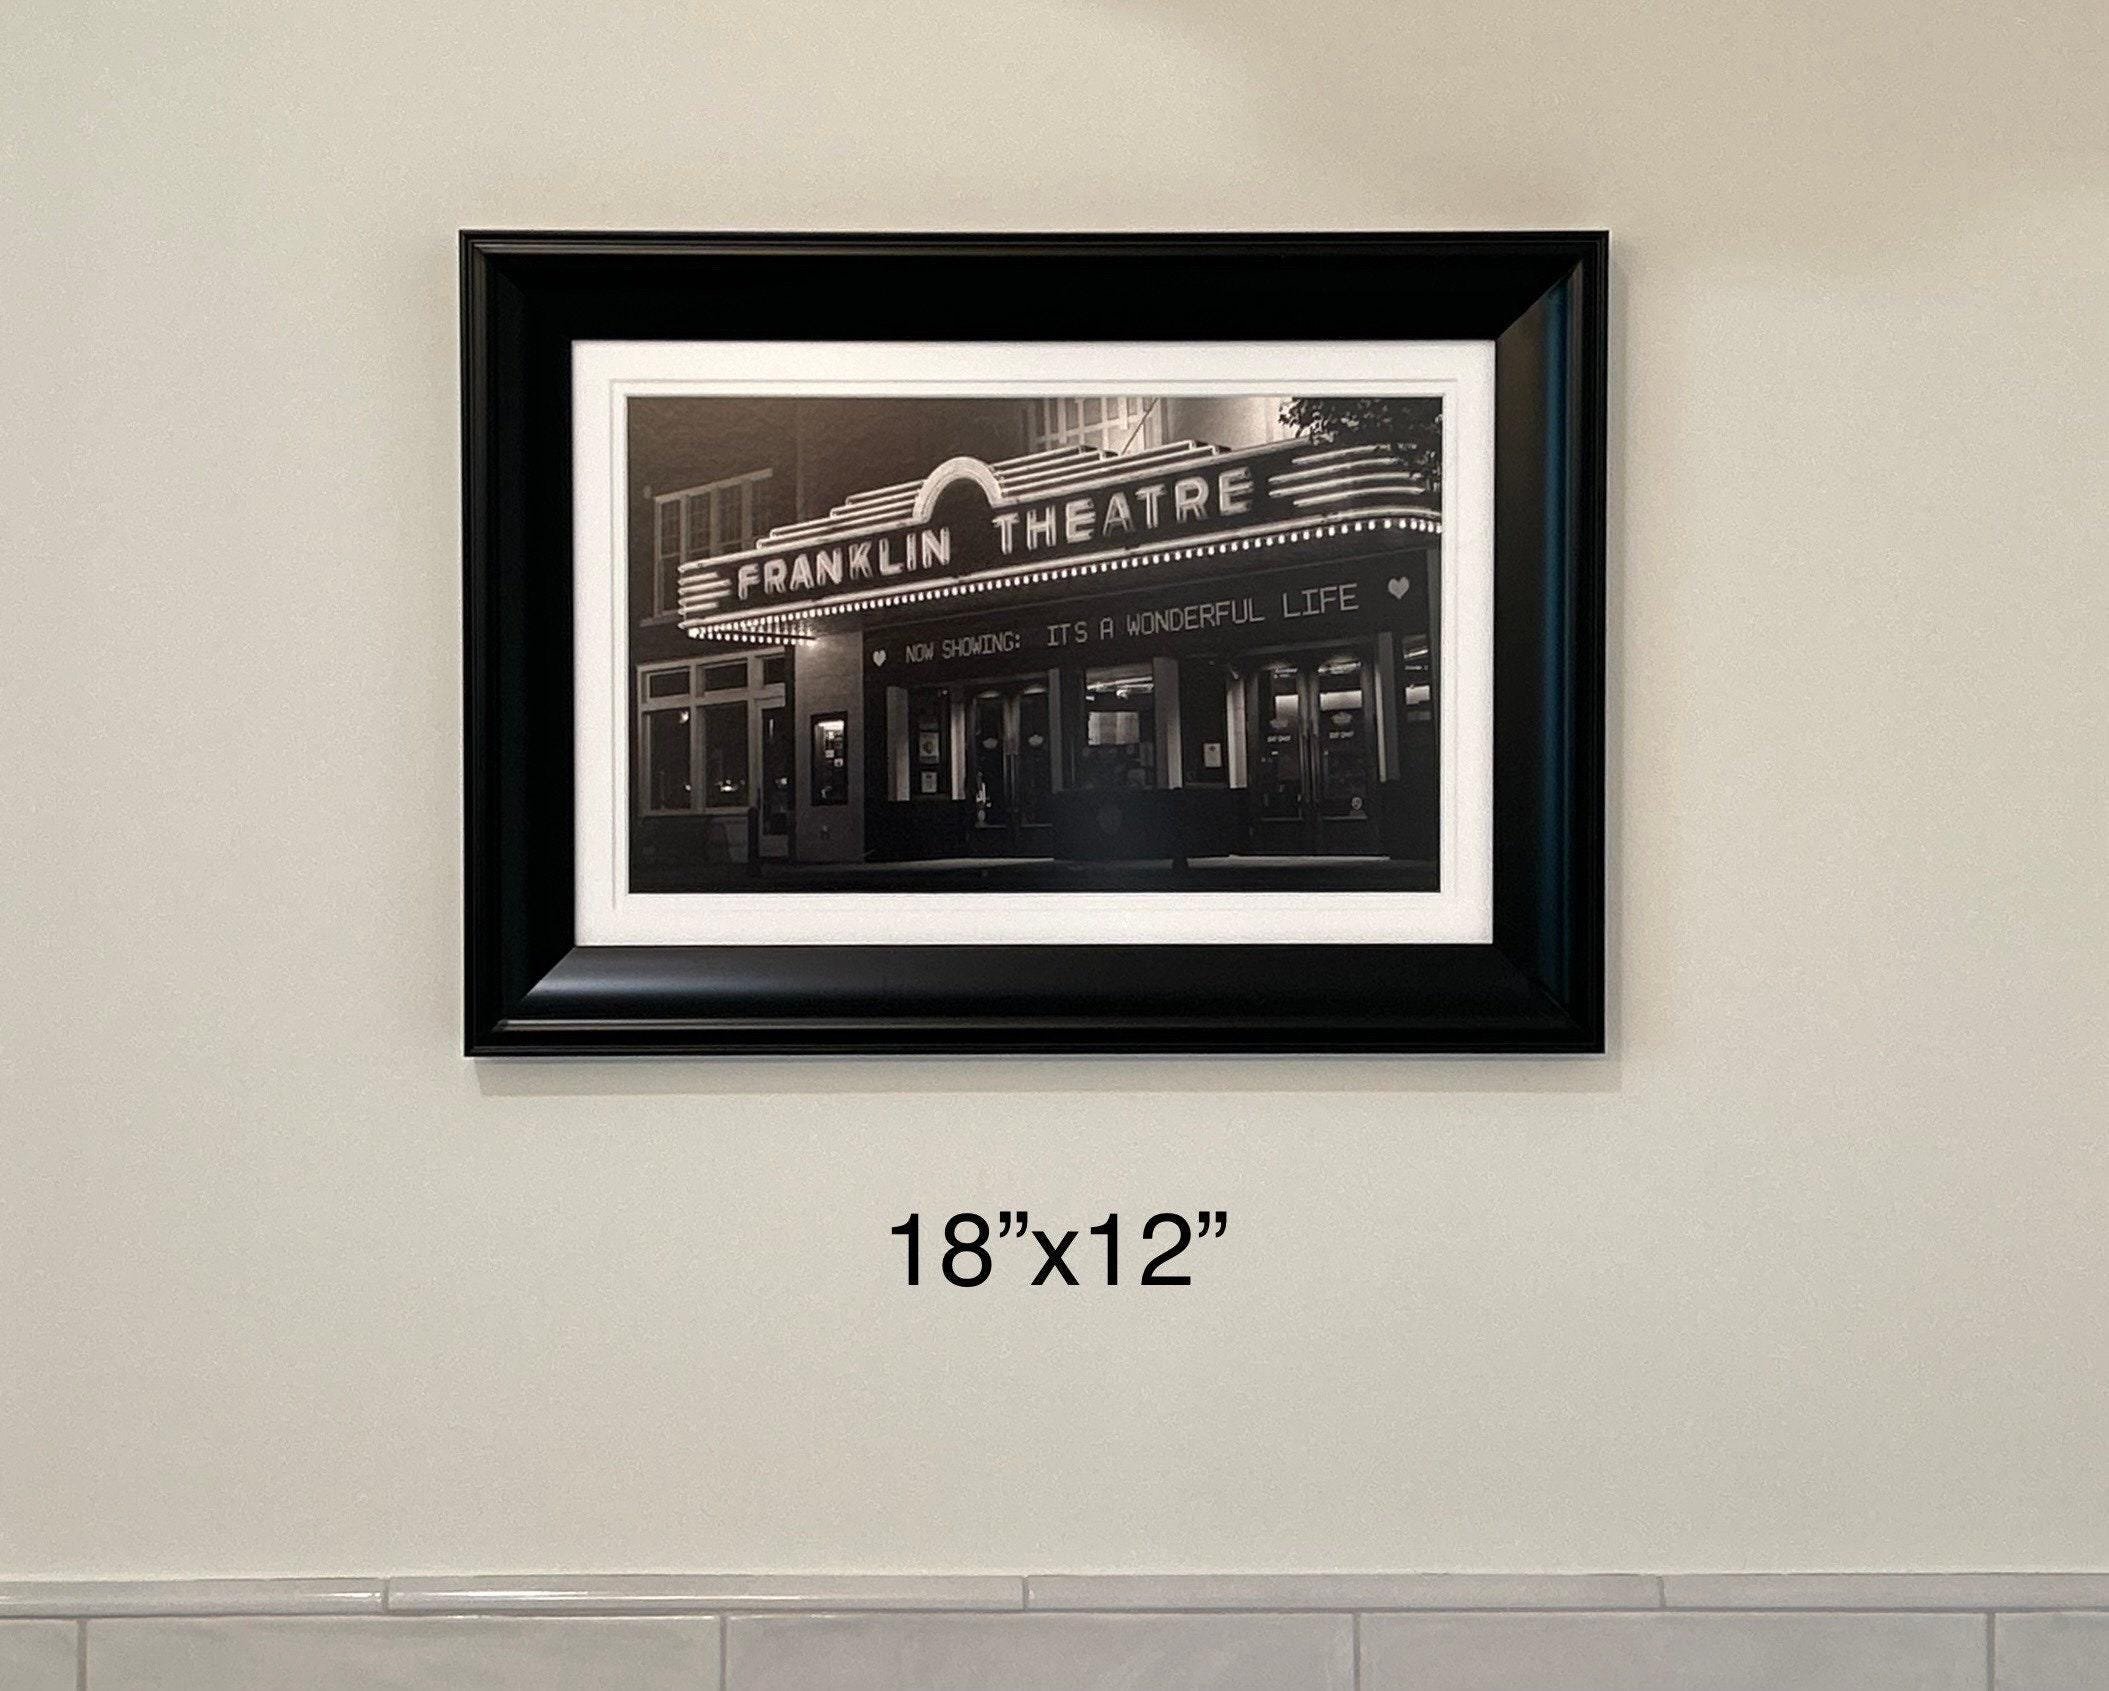 FRANKLIN THEATRE
♥ NOW SHOWING: ITS A WONDERFUL LIFE ♥
18”x12”